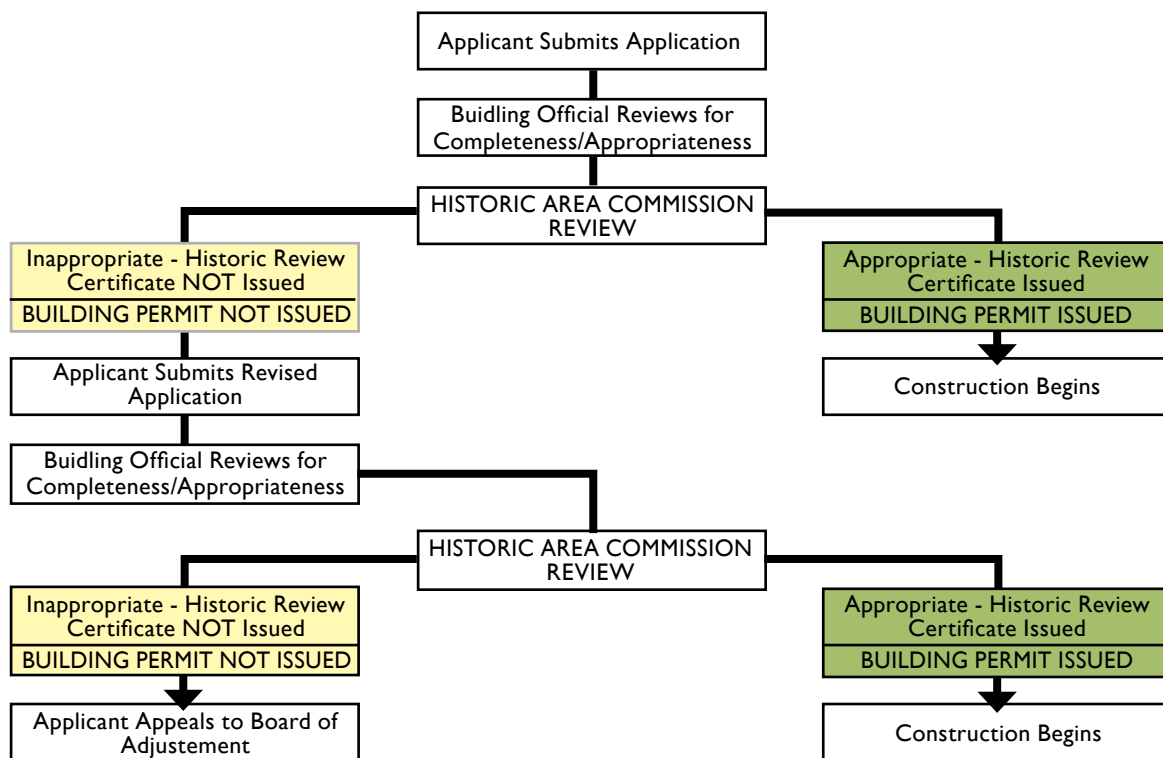 Applicant Submits Application
Buidling Official Reviews for
Completeness/Appropriateness
HISTORIC AREA COMMISSION
REVIEW
Inappropriate - Historic Review
Certificate NOT Issued
BUILDING PERMIT NOT ISSUED
Appropriate - Historic Review
Certificate Issued
BUILDING PERMIT ISSUED
Applicant Submits Revised
Application
Construction Begins
Buidling Official Reviews for
Completeness/Appropriateness
HISTORIC AREA COMMISSION
REVIEW
Inappropriate - Historic Review
Certificate NOT Issued
BUILDING PERMIT NOT ISSUED
Appropriate - Historic Review
Certificate Issued
BUILDING PERMIT ISSUED
Applicant Appeals to Board of
Adjustement
Construction Begins